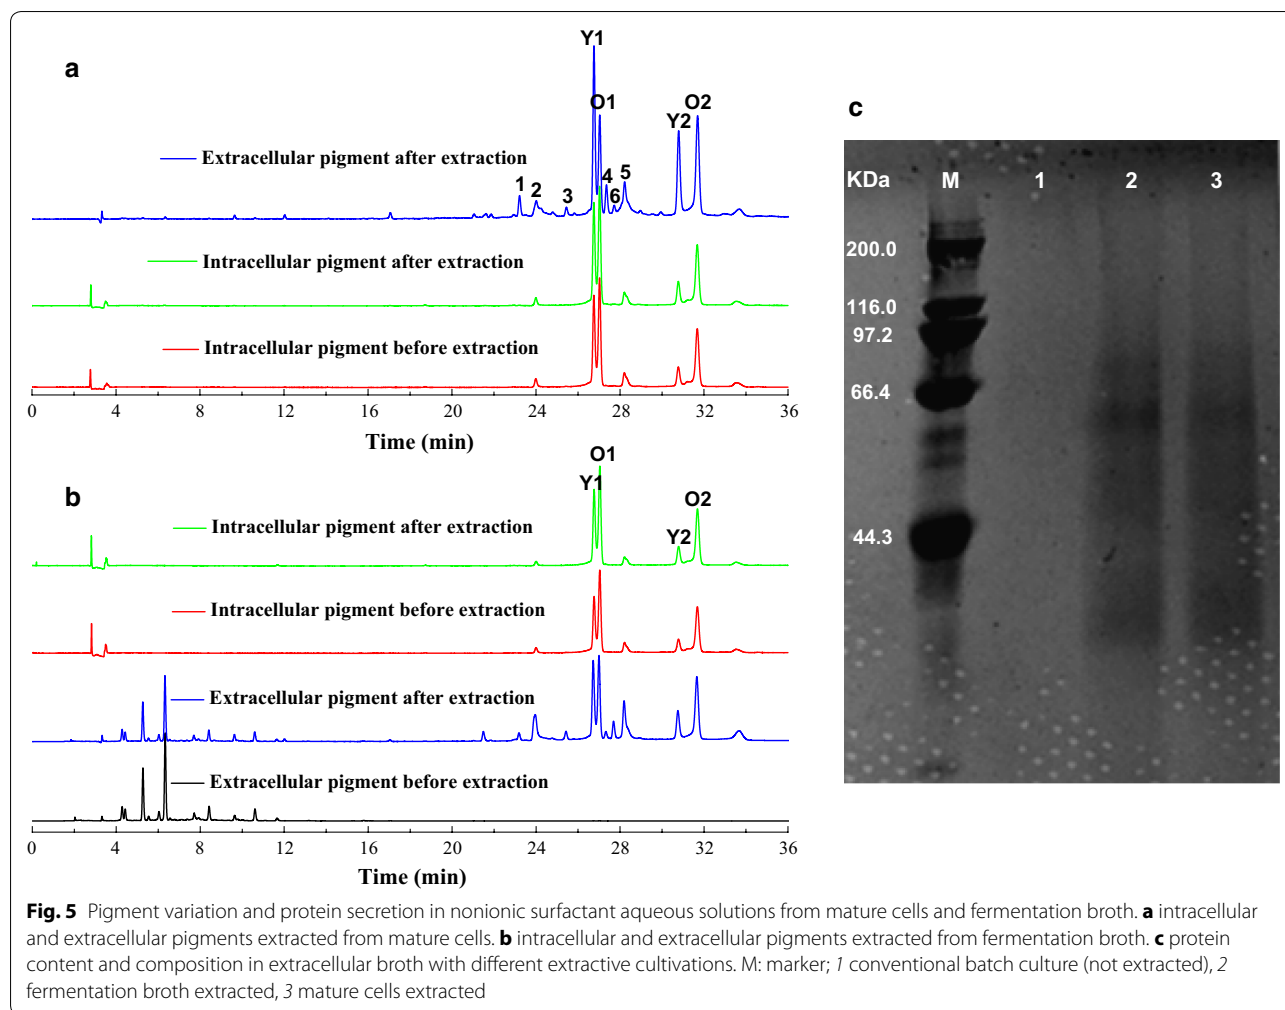 a
Y1
O1
Y2
O2
Extracellular pigment after extraction
1
2
3
4
6
5
Intracellular pigment after extraction
Intracellular pigment before extraction
0 4 8 12 16 20 24 28 32 36
Time (min)
b
O1
Y1
O2
Y2
Intracellular pigment after extraction
Intracellular pigment before extraction
Extracellular pigment after extraction
Extracellular pigment before extraction
0 4 8 12 16 20 24 28 32 36
Time (min)
c
KDa M 1 2 3
200.0
116.0
97.2
66.4
44.3
Fig. 5 Pigment variation and protein secretion in nonionic surfactant aqueous solutions from mature cells and fermentation broth. a intracellular
and extracellular pigments extracted from mature cells. b intracellular and extracellular pigments extracted from fermentation broth. c protein
content and composition in extracellular broth with different extractive cultivations. M: marker; 1 conventional batch culture (not extracted), 2
fermentation broth extracted, 3 mature cells extracted